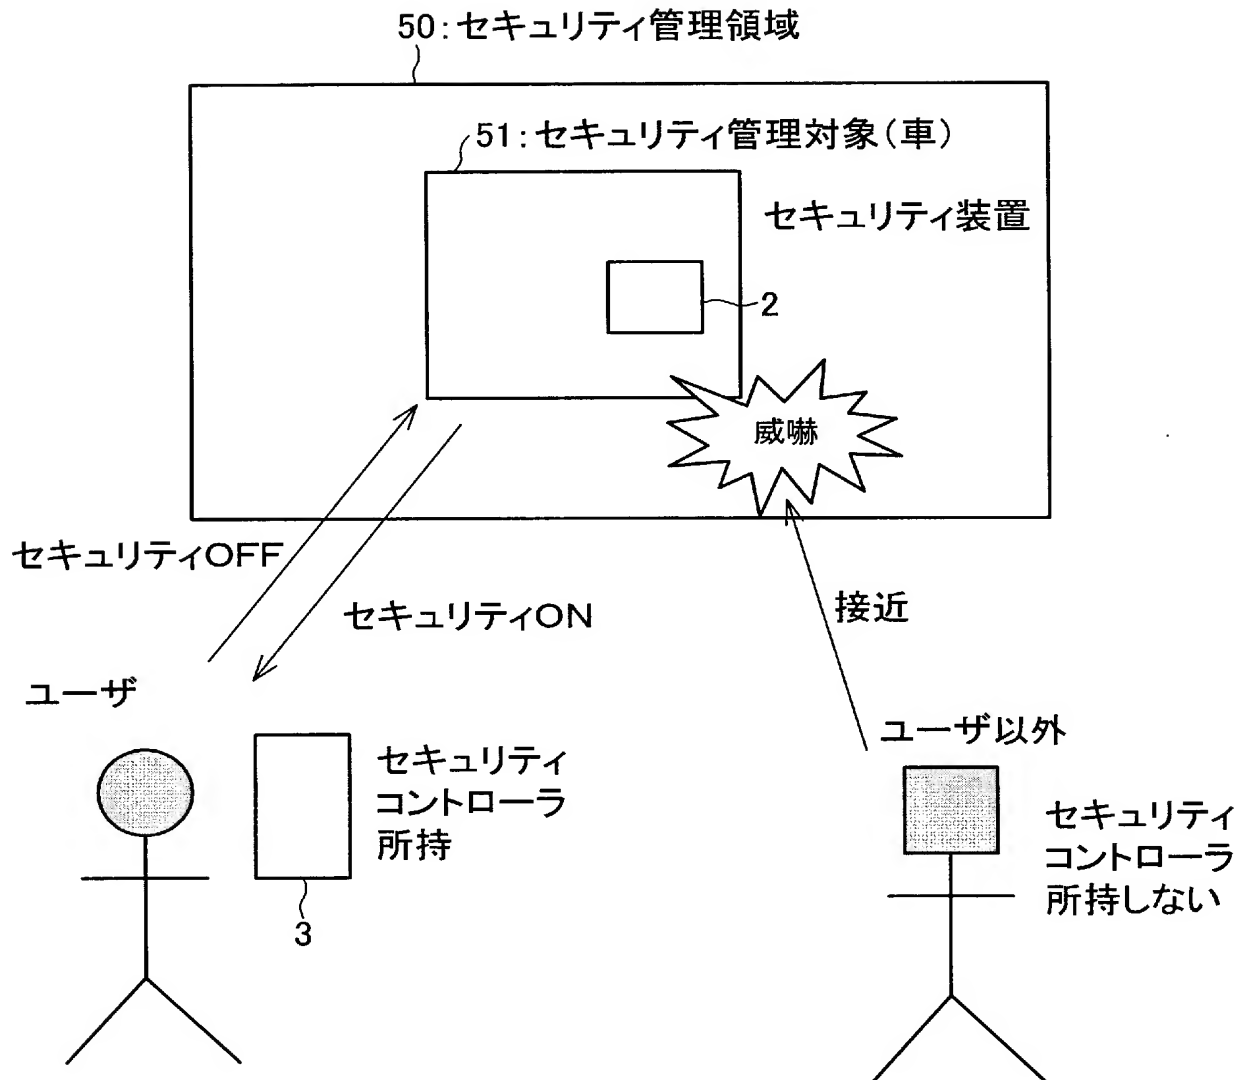 50:セキュリティ管理領域
51:セキュリティ管理対象(車)
セキュリティ装置
2
威嚇
セキュリティOFF
セキュリティON
接近
ユーザ
セキュリティ
コントローラ
所持
3
ユーザ以外
セキュリティ
コントローラ
所持しない